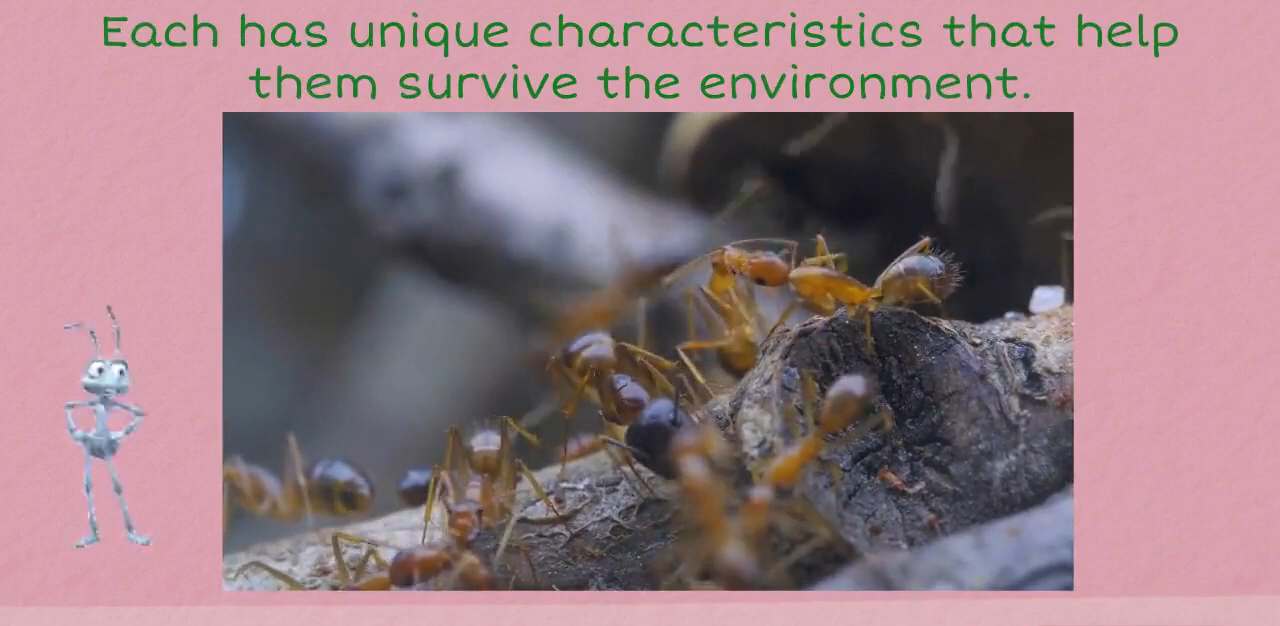 Each has unique characteristics that help
them survive the environment.